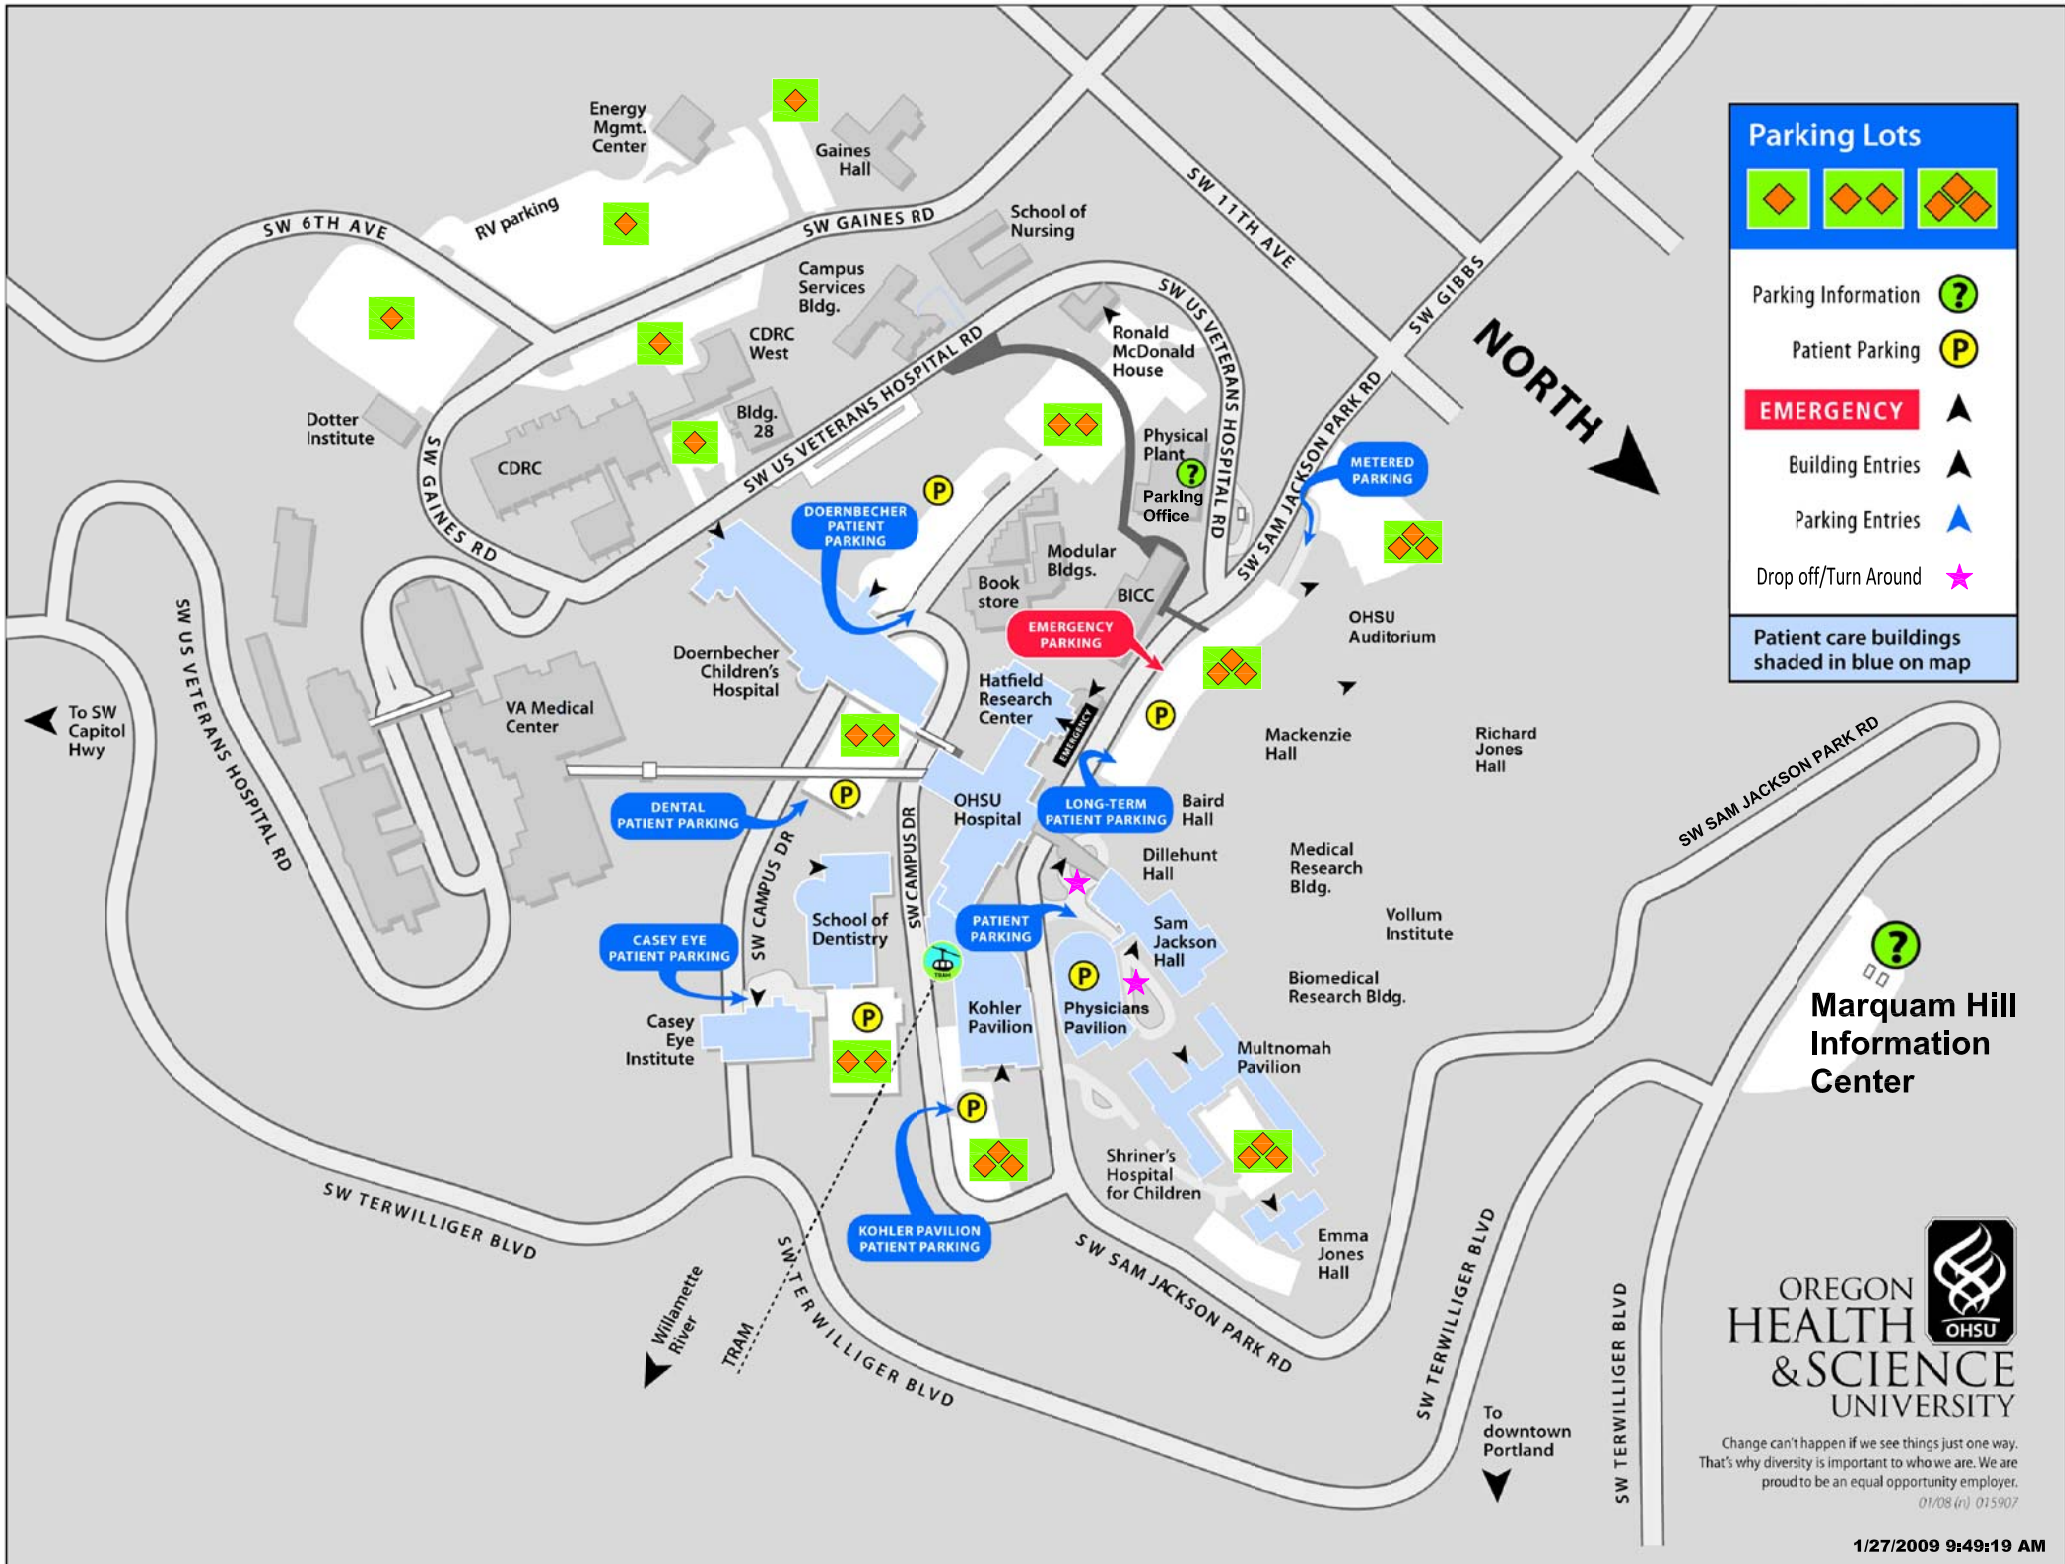 Energy
Mgmt.
Center
Gaines
Hall
RV parking
SW 6TH AVE
SW GAINES RD
School of
Nursing
Campus
Services
Bldg.
CDRC
West
SW 11TH AVE
SW US VETERANS HOSPITAL RD
SW GIBBS
Ronald
McDonald
House
SW US VETERANS HOSPITAL RD
NORTH
Dotter
Institute
CDRC
Bldg.
28
SW GAINES RD
P
Physical
Plant
?
Parking
Office
SW SAM JACKSON PARK RD
METERED
PARKING
DOERNBECHER
PATIENT
PARKING
Modular
Bldgs.
Book
store
BICC
EMERGENCY
PARKING
OHSU
Auditorium
SW US VETERANS HOSPITAL RD
Doernbecher
Children's
Hospital
Hatfield
Research
Center
EMERGENCY
P
Mackenzie
Hall
Richard
Jones
Hall
To SW
Capitol
Hwy
VA Medical
Center
DENTAL
PATIENT PARKING
P
OHSU
Hospital
LONG-TERM
PATIENT PARKING
Baird
Hall
SW CAMPUS DR
SW CAMPUS DR
Dillehunt
Hall
Medical
Research
Bldg.
SW SAM JACKSON PARK RD
School of
Dentistry
PATIENT
PARKING
Sam
Jackson
Hall
Vollum
Institute
CASEY EYE
PATIENT PARKING
TRAM
P
Biomedical
Research Bldg.
Casey
Eye
Institute
P
Kohler
Pavilion
Physicians
Pavilion
Multnomah
Pavilion
P
?
Marquam Hill
Information
Center
Shriner's
Hospital
for Children
Emma
Jones
Hall
KOHLER PAVILION
PATIENT PARKING
SW TERWILLIGER BLVD
SW TERWILLIGER BLVD
SW SAM JACKSON PARK RD
SW TERWILLIGER BLVD
SW TERWILLIGER BLVD
Willamette
River
TRAM
To
downtown
Portland
Parking Lots
Parking Information ?
Patient Parking P
EMERGENCY
Building Entries
Parking Entries
Drop off/Turn Around
Patient care buildings
shaded in blue on map
OREGON
HEALTH
OHSU
&SCIENCE
UNIVERSITY
Change can't happen if we see things just one way.
That's why diversity is important to who we are. We are
proud to be an equal opportunity employer.
01/08 (n) 015907
1/27/2009 9:49:19 AM